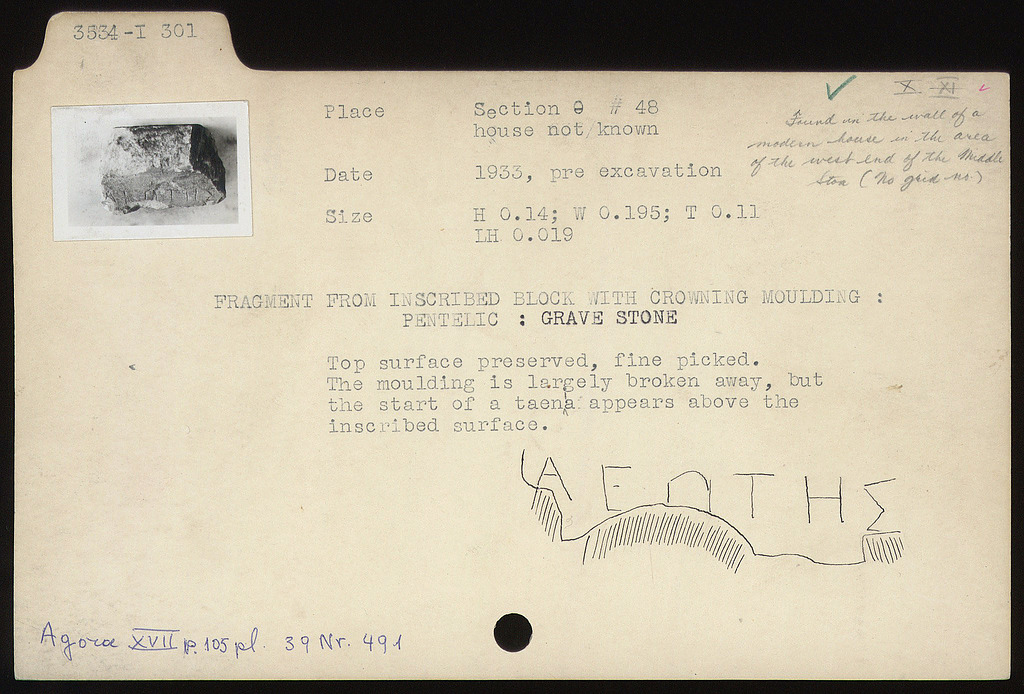 3534-I 301
X - XI
Place Section Θ # 48
house not/known
Found in the wall of a
modern house in the area
of the west end of the Middle
Stoa (No grid no.)
Date 1933, pre excavation
Size H 0.14; W 0.195; T 0.11
LH 0.019
FRAGMENT FROM INSCRIBED BLOCK WITH CROWNING MOULDING :
PENTELIC : GRAVE STONE
Top surface preserved, fine picked.
The moulding is largely broken away, but
the start of a taenia appears above the
inscribed surface.
ΑΕΩΤΗΣ
Agora XVII p. 105 pl. 39 Nr. 491